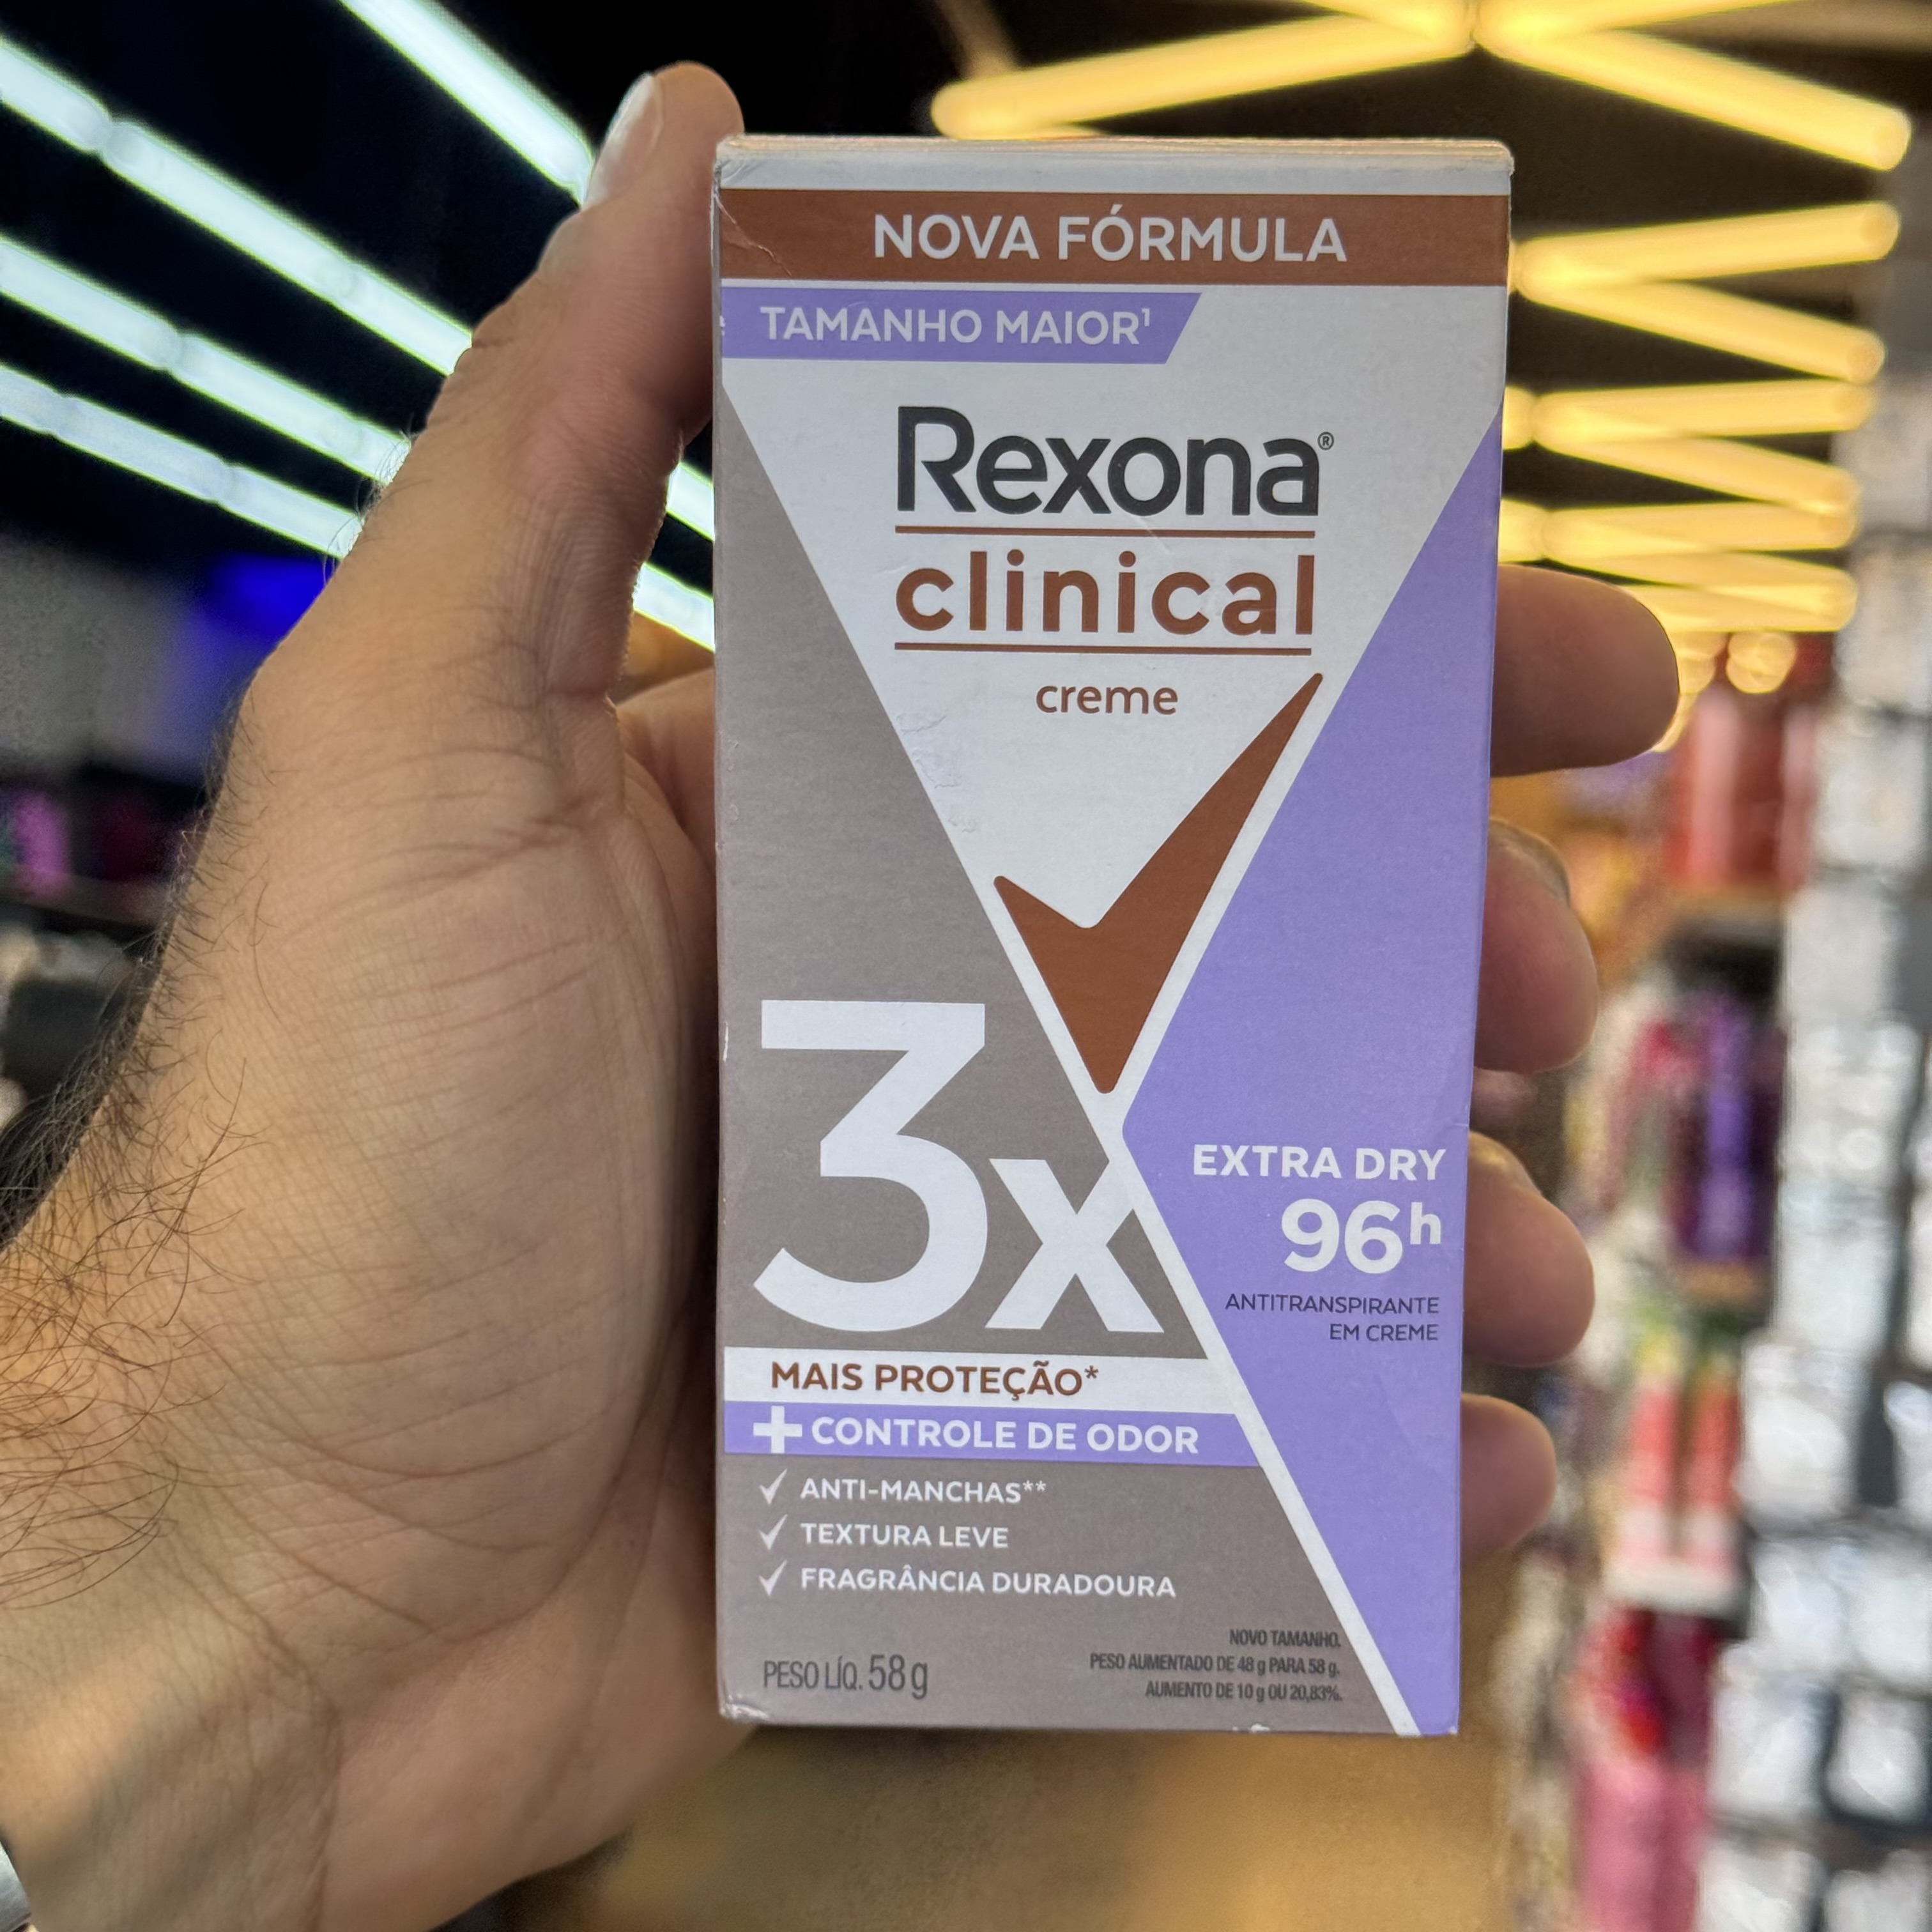 NOVA FÓRMULA
TAMANHO MAIOR¹
Rexona®
clinical
creme
3x
EXTRA DRY
96h
ANTITRANSPIRANTE
EM CREME
MAIS PROTEÇÃO*
+ CONTROLE DE ODOR
✓ ANTI-MANCHAS**
✓ TEXTURA LEVE
✓ FRAGRÂNCIA DURADOURA
PESO LÍQ. 58 g
NOVO TAMANHO.
PESO AUMENTADO DE 48 g PARA 58 g.
AUMENTO DE 10 g OU 20,83%.